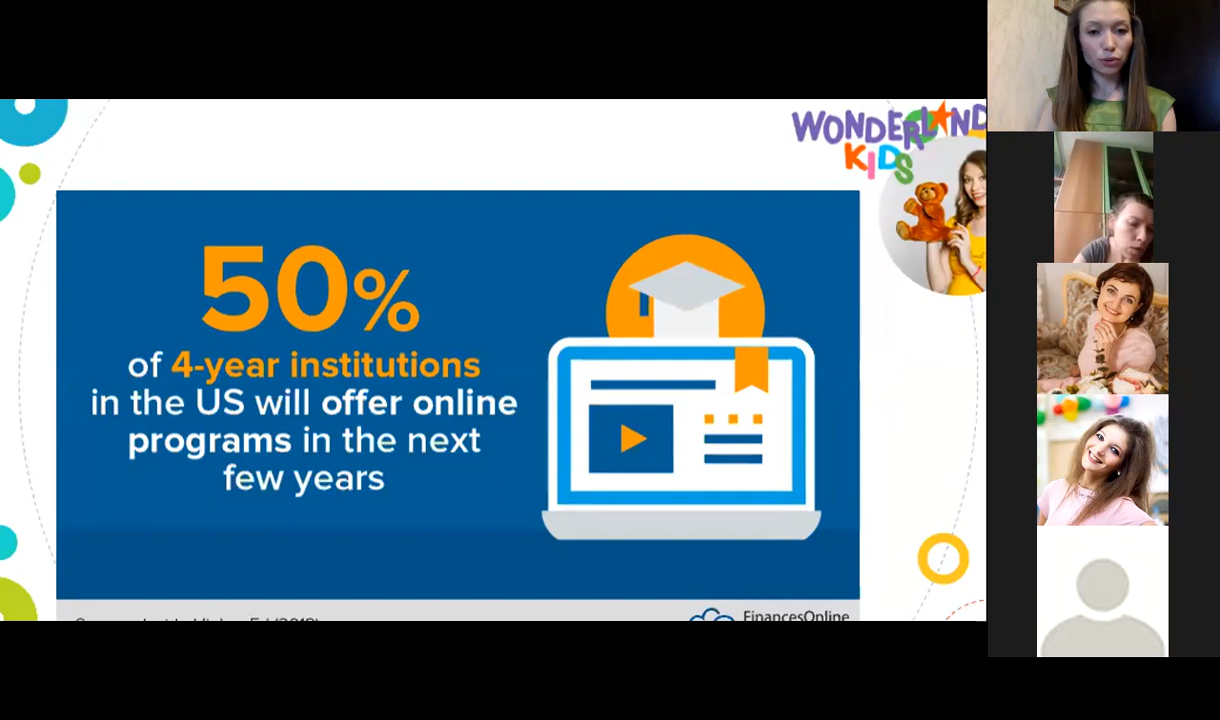 WONDERLAND
KIDS
50%
of 4-year institutions
in the US will offer online
programs in the next
few years
FinancesOnline